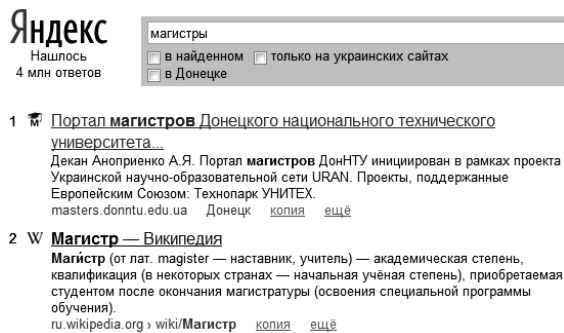 Яндекс
Нашлось
4 млн ответов
магистры
в найденном только на украинских сайтах
в Донецке
1 Портал магистров Донецкого национального технического
университета...
Декан Аноприенко А.Я. Портал магистров ДонНТУ инициирован в рамках проекта
Украинской научно-образовательной сети URAN. Проекты, поддержанные
Европейским Союзом: Технопарк УНИТЕХ.
masters.donntu.edu.ua Донецк копия ещё
2 W Магистр — Википедия
Маги́стр (от лат. magister — наставник, учитель) — академическая степень,
квалификация (в некоторых странах — начальная учёная степень), приобретаемая
студентом после окончания магистратуры (освоения специальной программы
обучения).
ru.wikipedia.org › wiki/Магистр копия ещё